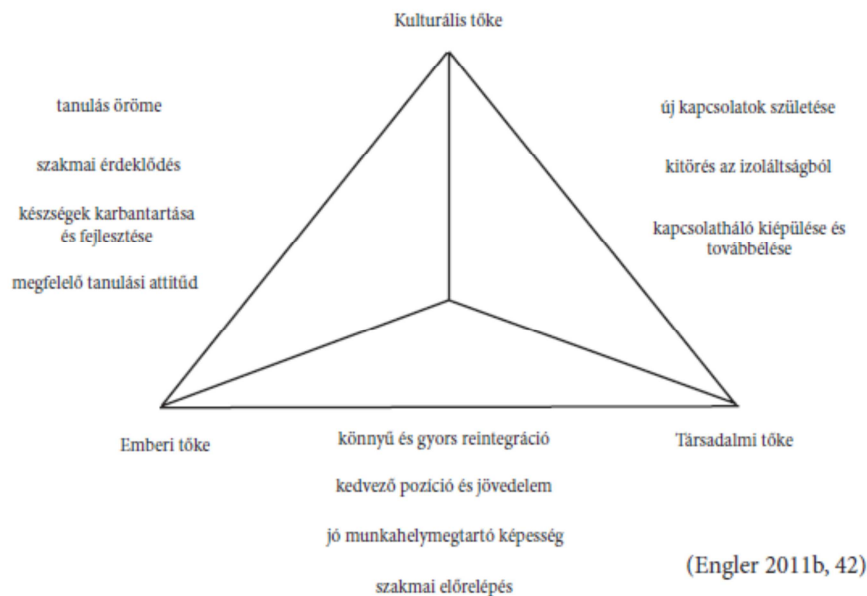 Kulturális tőke
tanulás öröme
szakmai érdeklődés
készségek karbantartása
és fejlesztése
megfelelő tanulási attitűd
új kapcsolatok születése
kitörés az izoláltságból
kapcsolatháló kiépülése és
továbbélése
Emberi tőke
könnyű és gyors reintegráció
kedvező pozíció és jövedelem
jó munkahelymegtartó képesség
szakmai előrelépés
Társadalmi tőke
(Engler 2011b, 42)